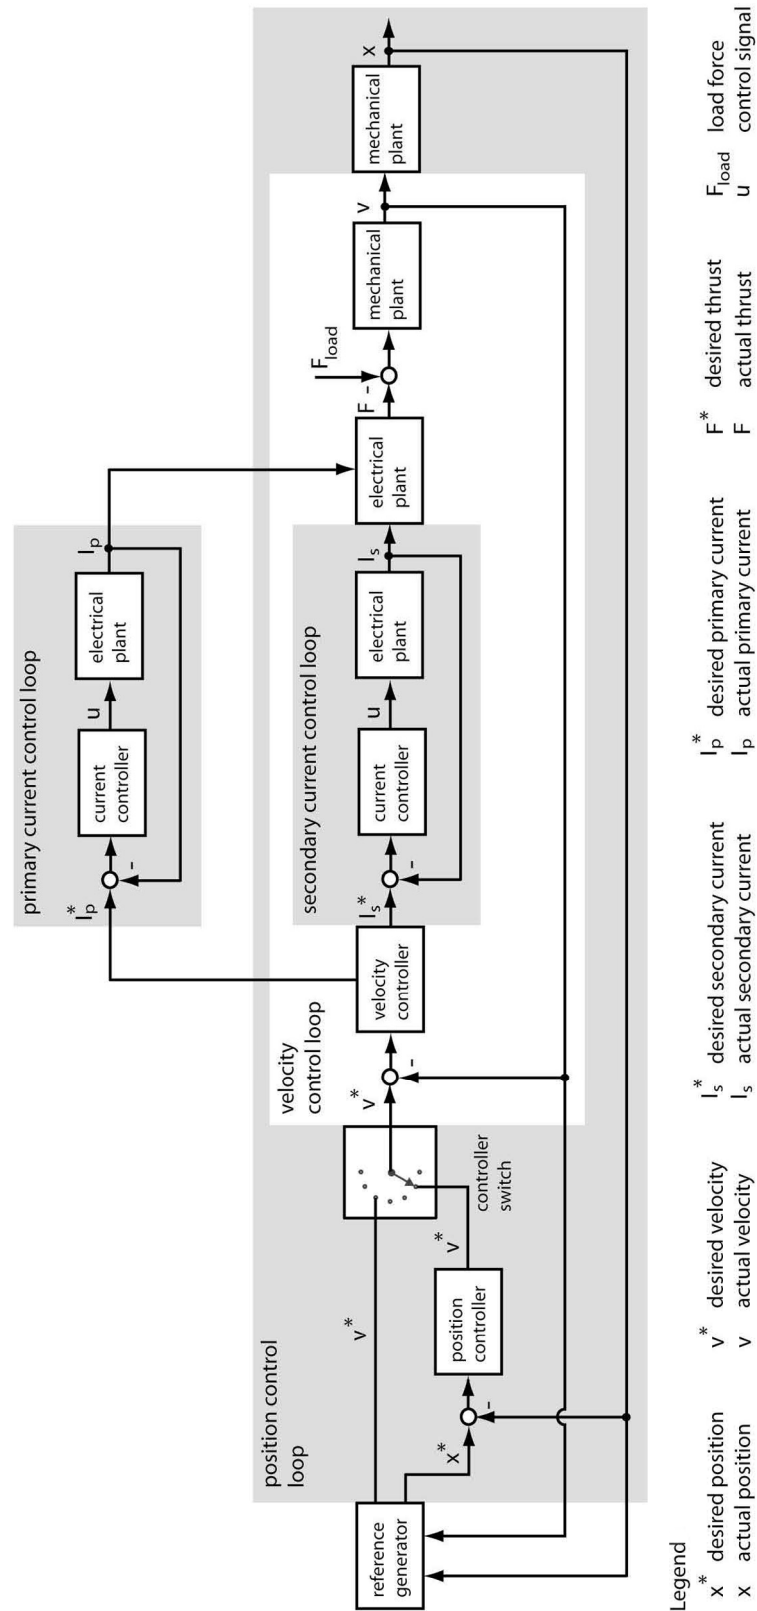 primary current control loop
I*p
-
current
controller
u
electrical
plant
Ip
position control
loop
velocity
control loop
secondary current control loop
reference
generator
v*
x*
-
position
controller
v*
controller
switch
v*
-
velocity
controller
I*s
-
current
controller
u
electrical
plant
Is
electrical
plant
F
-
Fload
mechanical
plant
v
mechanical
plant
x
Legend
x* desired position v* desired velocity I*s desired secondary current I*p desired primary current F* desired thrust Fload load force
x actual position v actual velocity Is actual secondary current Ip actual primary current F actual thrust u control signal